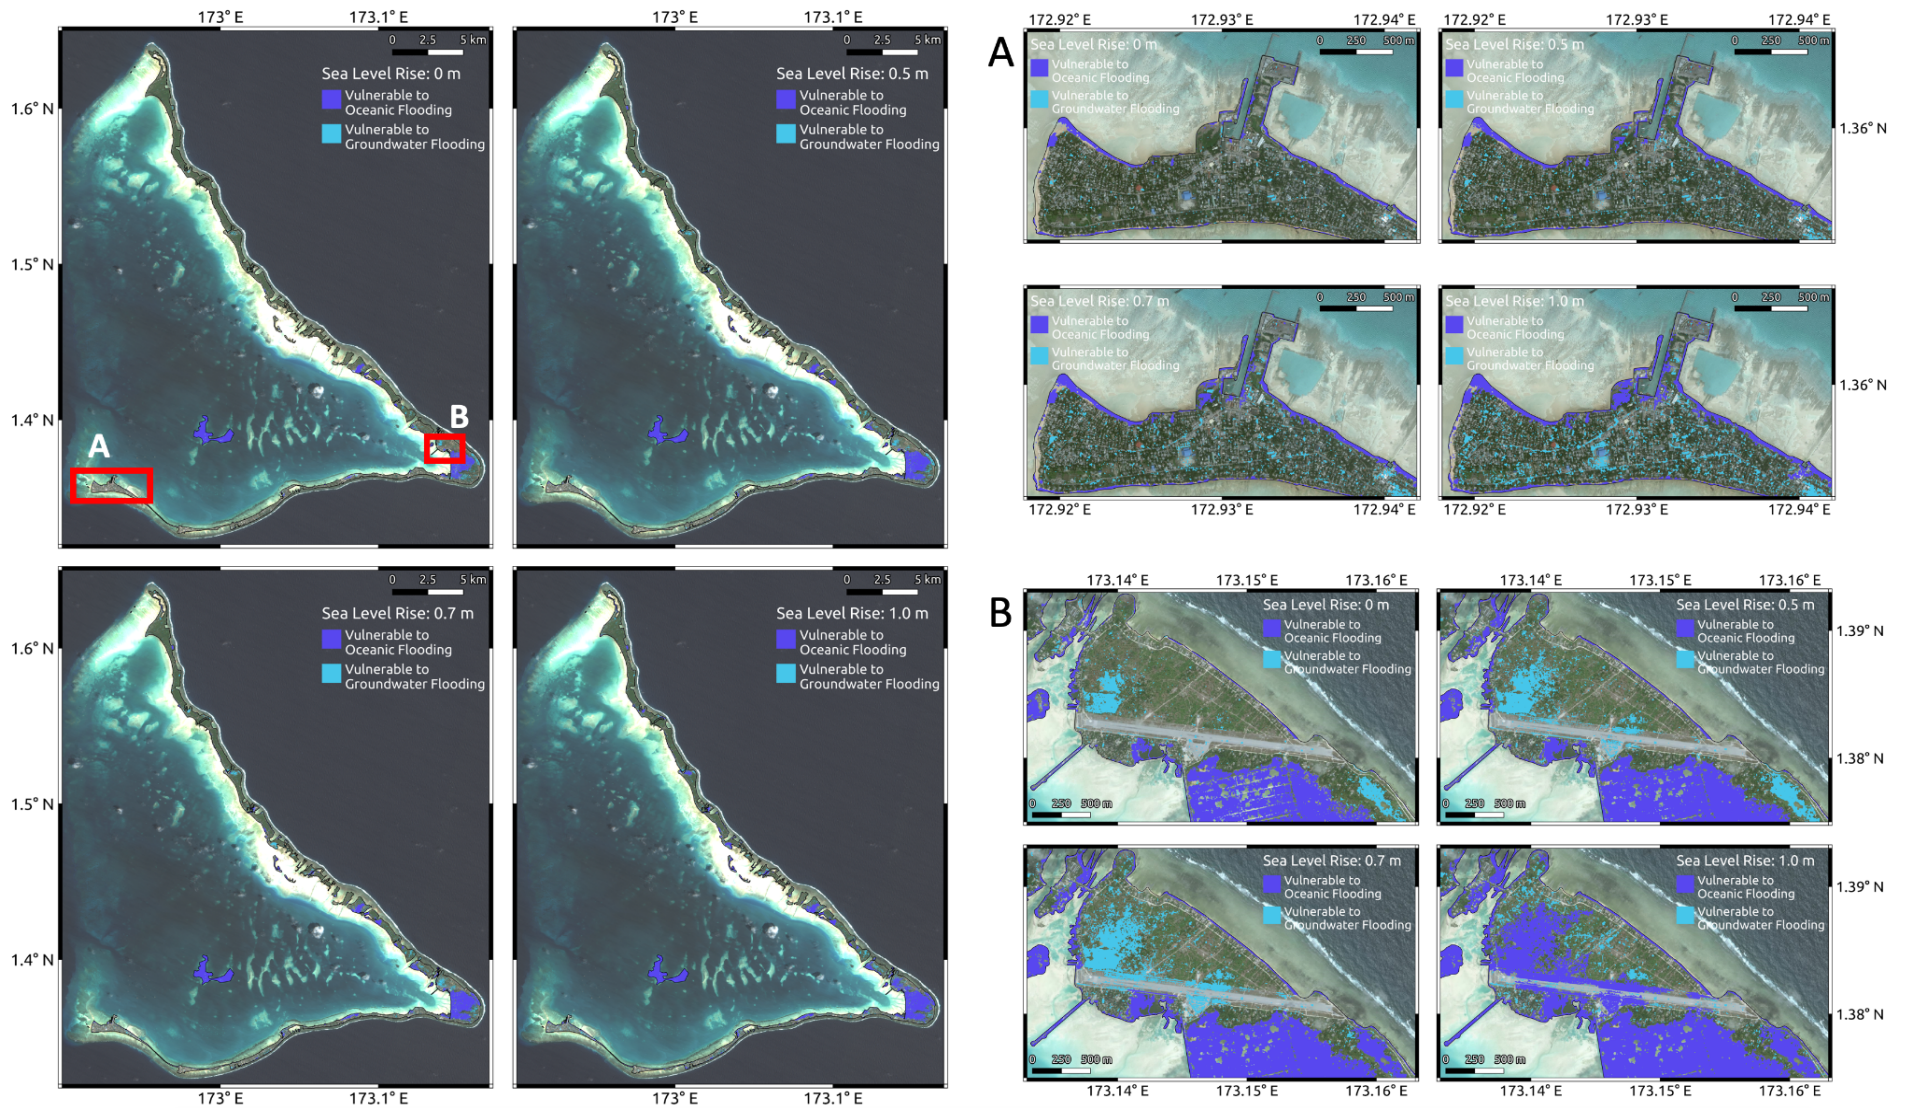 173° E 173.1° E 173° E 173.1° E
0 2.5 5 km
Sea Level Rise: 0 m
Vulnerable to
Oceanic Flooding
Vulnerable to
Groundwater Flooding
1.6° N
1.5° N
1.4° N
A
B
0 2.5 5 km
Sea Level Rise: 0.5 m
Vulnerable to
Oceanic Flooding
Vulnerable to
Groundwater Flooding
0 2.5 5 km
Sea Level Rise: 0.7 m
Vulnerable to
Oceanic Flooding
Vulnerable to
Groundwater Flooding
1.6° N
1.5° N
1.4° N
0 2.5 5 km
Sea Level Rise: 1.0 m
Vulnerable to
Oceanic Flooding
Vulnerable to
Groundwater Flooding
173° E 173.1° E 173° E 173.1° E
A
172.92° E 172.93° E 172.94° E 172.92° E 172.93° E 172.94° E
Sea Level Rise: 0 m
0 250 500 m
Vulnerable to
Oceanic Flooding
Vulnerable to
Groundwater Flooding
Sea Level Rise: 0.5 m
0 250 500 m
Vulnerable to
Oceanic Flooding
Vulnerable to
Groundwater Flooding
1.36° N
Sea Level Rise: 0.7 m
0 250 500 m
Vulnerable to
Oceanic Flooding
Vulnerable to
Groundwater Flooding
Sea Level Rise: 1.0 m
0 250 500 m
Vulnerable to
Oceanic Flooding
Vulnerable to
Groundwater Flooding
1.36° N
172.92° E 172.93° E 172.94° E 172.92° E 172.93° E 172.94° E
B
173.14° E 173.15° E 173.16° E 173.14° E 173.15° E 173.16° E
Sea Level Rise: 0 m
Vulnerable to
Oceanic Flooding
Vulnerable to
Groundwater Flooding
0 250 500 m
Sea Level Rise: 0.5 m
Vulnerable to
Oceanic Flooding
Vulnerable to
Groundwater Flooding
0 250 500 m
1.39° N
1.38° N
Sea Level Rise: 0.7 m
Vulnerable to
Oceanic Flooding
Vulnerable to
Groundwater Flooding
0 250 500 m
Sea Level Rise: 1.0 m
Vulnerable to
Oceanic Flooding
Vulnerable to
Groundwater Flooding
0 250 500 m
1.39° N
1.38° N
173.14° E 173.15° E 173.16° E 173.14° E 173.15° E 173.16° E